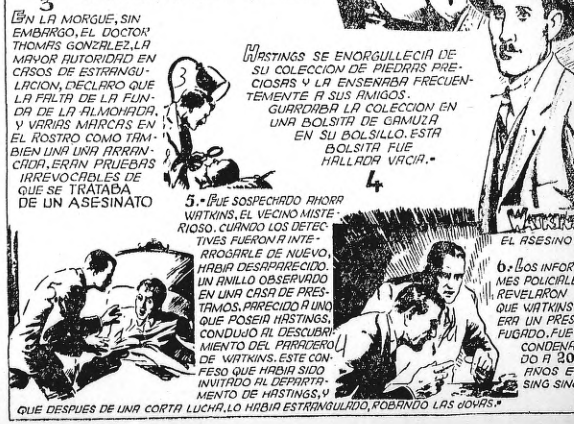 3
EN LA MORGUE, SIN
EMBARGO, EL DOCTOR
THOMAS GONZALEZ, LA
MAYOR AUTORIDAD EN
CASOS DE ESTRANGU-
LACION, DECLARO QUE
LA FALTA DE LA FUN-
DA DE LA ALMOHADA,
Y VARIAS MARCAS EN
EL ROSTRO COMO TAM-
BIEN UNA UÑA ARRAN-
CADA, ERAN PRUEBAS
IRREVOCABLES DE
QUE SE TRATABA
DE UN ASESINATO
HASTINGS SE ENORGULLECIA DE
SU COLECCION DE PIEDRAS PRE-
CIOSAS Y LA ENSEÑABA FRECUEN-
TEMENTE A SUS AMIGOS.
GUARDABA LA COLECCION EN
UNA BOLSITA DE GAMUZA
EN SU BOLSILLO. ESTA
BOLSITA FUE
HALLADA VACIA.-
4
WATKINS
EL ASESINO
5.- FUE SOSPECHADO AHORA
WATKINS, EL VECINO MISTE-
RIOSO. CUANDO LOS DETEC-
TIVES FUERON A INTE-
RROGARLE DE NUEVO,
HABIA DESAPARECIDO.
UN ANILLO OBSERVADO
EN UNA CASA DE PRES-
TAMOS, PARECIDO A UNO
QUE POSEIA HASTINGS,
CONDUJO AL DESCUBRI-
MIENTO DEL PARADERO
DE WATKINS. ESTE CON-
FESO QUE HABIA SIDO
INVITADO AL DEPARTA-
MENTO DE HASTINGS, Y
QUE DESPUES DE UNA CORTA LUCHA, LO HABIA ESTRANGULADO, ROBANDO LAS JOYAS.-
6.- LOS INFOR
MES POLICIALE
REVELARON
QUE WATKINS
ERA UN PRES
FUGADO. FUE
CONDENA
DO A 20
AÑOS E
SING SING